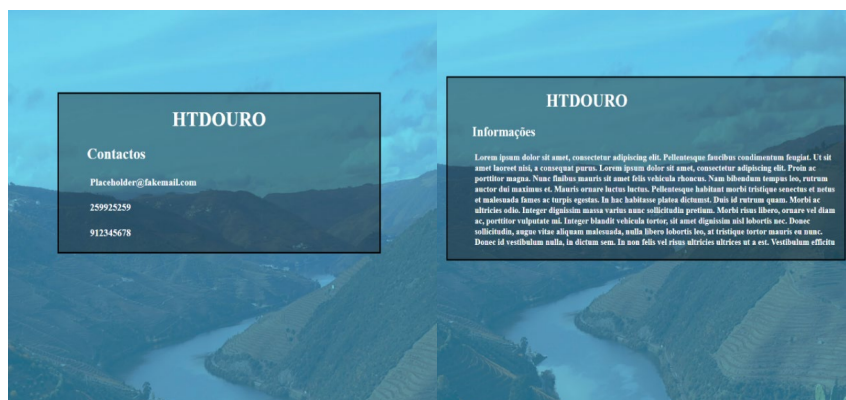 HTDOURO
Contactos
Placeholder@fakemail.com
259925259
912345678
HTDOURO
Informações
Lorem ipsum dolor sit amet, consectetur adipiscing elit. Pellentesque faucibus condimentum feugiat. Ut sit
amet laoreet nisi, a consequat purus. Lorem ipsum dolor sit amet, consectetur adipiscing elit. Proin ac
porttitor magna. Nunc finibus mauris sit amet felis vehicula rhoncus. Nam bibendum tempus leo, rutrum
auctor dui maximus et. Mauris ornare luctus luctus. Pellentesque habitant morbi tristique senectus et netus
et malesuada fames ac turpis egestas. In hac habitasse platea dictumst. Duis id rutrum quam. Morbi ac
ultricies odio. Integer dignissim massa varius nunc sollicitudin pretium. Morbi risus libero, ornare vel diam
ac, porttitor vulputate mi. Integer blandit vehicula tortor, sit amet dignissim nisl lobortis nec. Donec
sollicitudin, augue vitae aliquam malesuada, nulla libero lobortis leo, at tristique tortor mauris eu nunc.
Donec id vestibulum nulla, in dictum sem. In non felis vel risus ultricies ultrices ut a est. Vestibulum efficitu